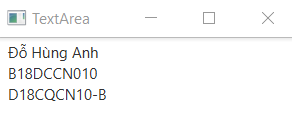 TextArea
Đỗ Hùng Anh
B18DCCN010
D18CQCN10-B